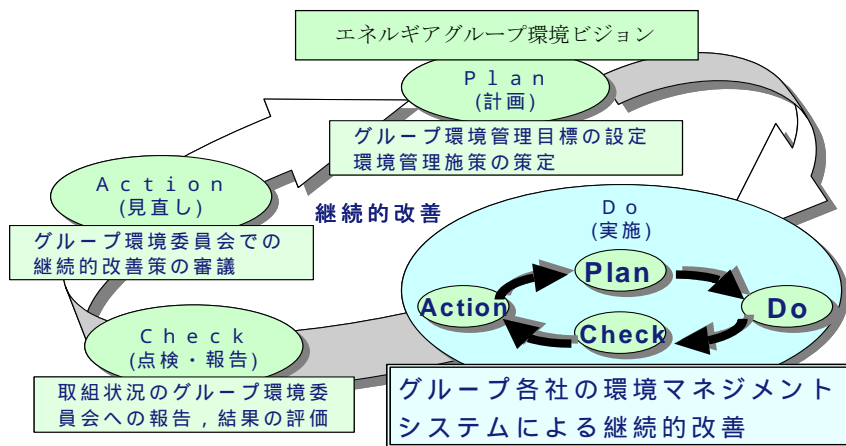 エネルギアグループ環境ビジョン
Ｐｌａｎ
(計画)
グループ環境管理目標の設定
環境管理施策の策定
Ａｃｔｉｏｎ
(見直し)
グループ環境委員会での
継続的改善策の審議
継続的改善
Ｄｏ
(実施)
Plan
Action
Do
Check
Ｃｈｅｃｋ
(点検・報告)
取組状況のグループ環境委
員会への報告，結果の評価
グループ各社の環境マネジメント
システムによる継続的改善